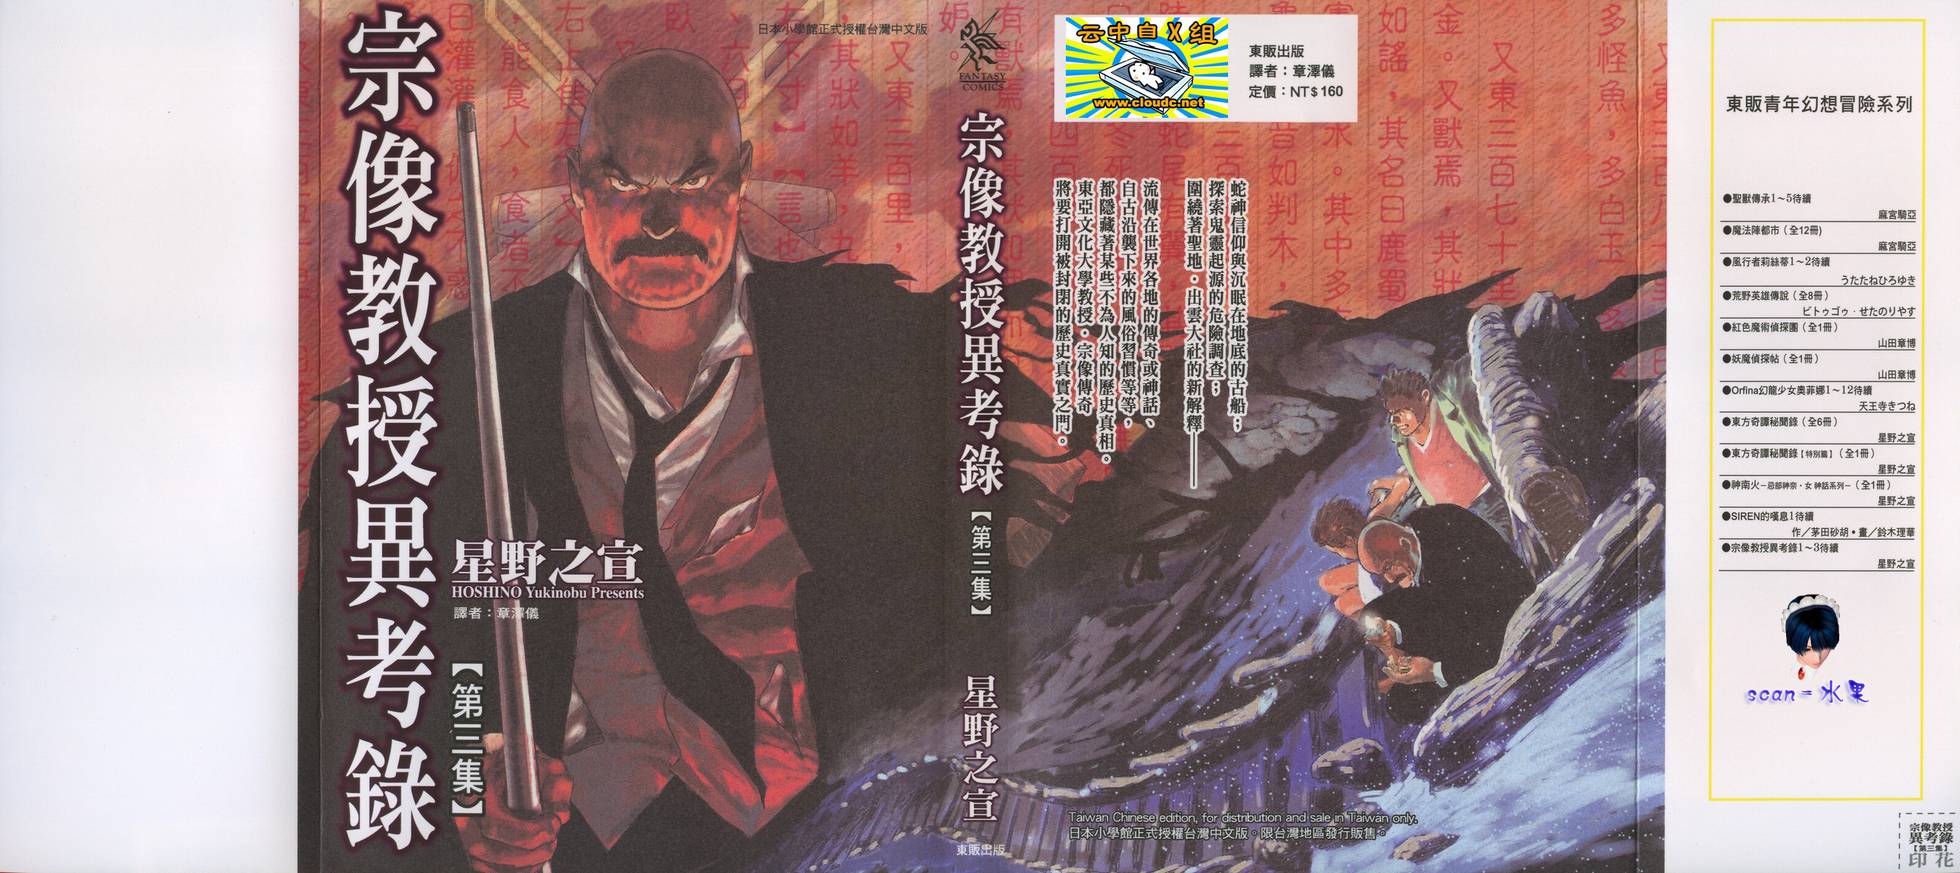 宗像教授異考錄
【第三集】
星野之宣
HOSHINO Yukinobu Presents
譯者：章澤儀
日本小學館正式授權台灣中文版
FANTASY
COMICS
宗像教授異考錄
【第三集】
星野之宣
東販出版
云中自X组
www.cloudc.net
東販出版
譯者：章澤儀
定價：NT$160
蛇神信仰與沉眠在地底的古船；
探索鬼靈起源的危險調查；
圍繞著聖地・出雲大社的新解釋——
流傳在世界各地的傳奇或神話、
自古沿襲下來的風俗習慣等等，
都隱藏著某些不為人知的歷史真相。
東亞文化大學教授・宗像傳奇
將要打開被封閉的歷史真實之門。
Taiwan Chinese edition, for distribution and sale in Taiwan only.
日本小學館正式授權台灣中文版。限台灣地區發行販售。
東販青年幻想冒險系列
●聖獸傳承1～5待續
麻宮騎亞
●魔法陣都市（全12冊)
麻宮騎亞
●風行者莉絲蒂1～2待續
うたたねひろゆき
●荒野英雄傳說（全8冊）
ビトゥゴゥ・せたのりやす
●紅色魔術偵探團（全1冊）
山田章博
●妖魔偵探帖（全1冊）
山田章博
●Orfina幻龍少女奧菲娜1～12待續
天王寺きつね
●東方奇譚秘聞錄（全6冊）
星野之宣
●東方奇譚秘聞錄【特別篇】（全1冊）
星野之宣
●神南火－忌部神奈・女 神話系列－（全1冊）
星野之宣
●SIREN的嘆息1待續
作／茅田砂胡•畫／鈴木理華
●宗像教授異考錄1～3待續
星野之宣
scan=水果
宗像教授
異考錄
【第三集】
印花